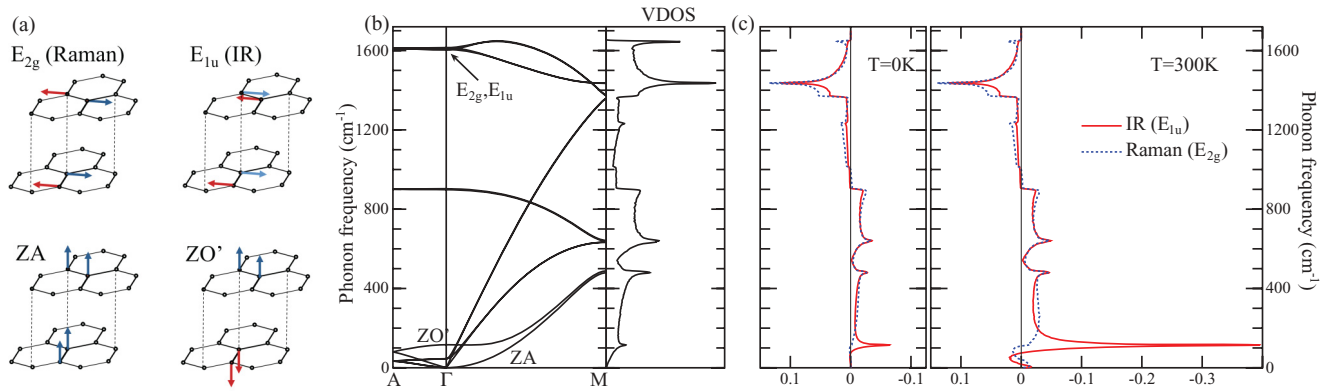 (a)
E2g (Raman)
E1u (IR)
ZA
ZO'
(b)
VDOS
Phonon frequency (cm-1)
1600
1200
800
400
0
E2g,E1u
ZO'
ZA
A
Γ
M
(c)
T=0K
0.1
0
-0.1
T=300K
IR (E1u)
Raman (E2g)
0.1
0
-0.1
-0.2
-0.3
1600
1200
800
400
0
Phonon frequency (cm-1)